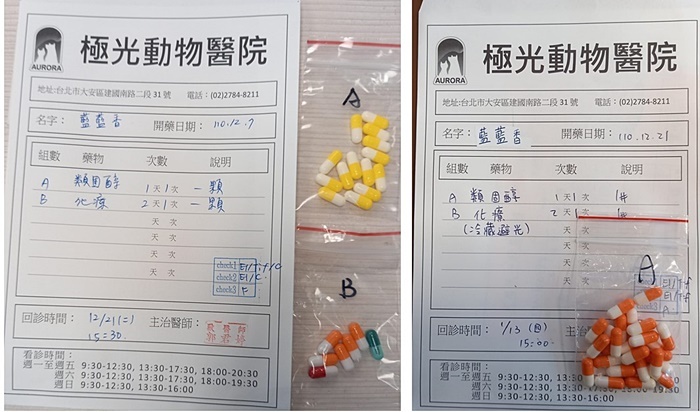 AURORA
極光動物醫院
地址:台北市大安區建國南路二段 31 號 電話：(02)2784-8211
名字： 藍藍香 開藥日期： 110.12.7
組數 藥物 次數 說明
A 類固醇 1天1次 一顆
B 化療 2天1次 一顆
天 次
天 次
天 次
天 次
check1
check2
check3 F
回診時間： 12/21(二) 主治醫師：
15:30
看診時間：
週一至週五 9:30-12:30, 13:30-17:30, 18:00-20:30
週六 9:30-12:30, 13:30-17:30, 18:00-19:30
週日 9:30-12:30, 13:30-16:00
A
B
AURORA
極光動物醫院
地址:台北市大安區建國南路二段 31 號 電話：(02)2784-8211
名字： 藍藍香 開藥日期： 110.12.21
組數 藥物 次數 說明
A 類固醇 1天1次
B 化療 2天1次
(冷藏避光) 天 次
天 次
天
天
A
回診時間： 1/13 (四)
15:00
看診時間：
週一至週五 9:30-12:30, 13:30-17:30, 18:00-20:30
週六 9:30-12:30, 13:30-17:30, 18:00-19:30
週日 9:30-12:30, 13:30-16:00